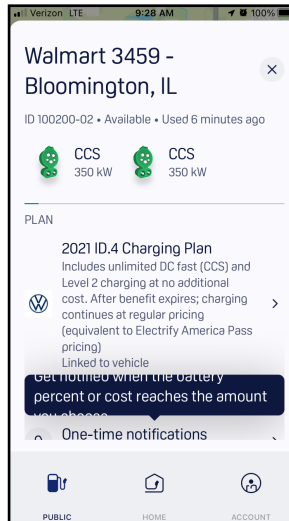 Verizon LTE 9:28 AM 100%
Walmart 3459 -
Bloomington, IL
ID 100200-02 • Available • Used 6 minutes ago
CCS CCS
350 kW 350 kW
PLAN
2021 ID.4 Charging Plan
Includes unlimited DC fast (CCS) and
Level 2 charging at no additional
cost. After benefit expires; charging
continues at regular pricing
(equivalent to Electrify America Pass
pricing)
Linked to vehicle
Get notified when the battery
percent or cost reaches the amount
you choose
One-time notifications
PUBLIC HOME ACCOUNT